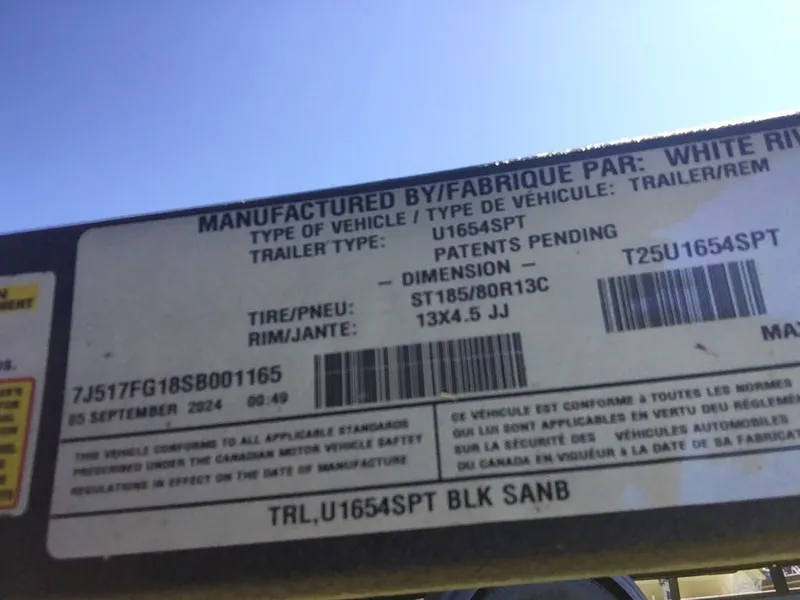 MANUFACTURED BY/FABRIQUE PAR: WHITE RIV
TYPE OF VEHICLE / TYPE DE VÉHICULE: TRAILER/REM
TRAILER TYPE: U1654SPT
PATENTS PENDING
T25U1654SPT
— DIMENSION —
TIRE/PNEU: ST185/80R13C
RIM/JANTE: 13X4.5 JJ
MAX
7J517FG18SB001165
05 SEPTEMBER 2024 00:49
THIS VEHICLE CONFORMS TO ALL APPLICABLE STANDARDS
PRESCRIBED UNDER THE CANADIAN MOTOR VEHICLE SAFTEY
REGULATIONS IN EFFECT ON THE DATE OF MANUFACTURE
CE VÉHICULE EST CONFORME à TOUTES LES NORMES
QUI LUI SONT APPLICABLES EN VERTU DEU RÉGLEMEN
SUR LA SÉCURITÉ DES VÉHICULES AUTOMOBILES
DU CANADA EN VIQUEÙR à LA DATE DE SA FABRICAT
TRL,U1654SPT BLK SANB